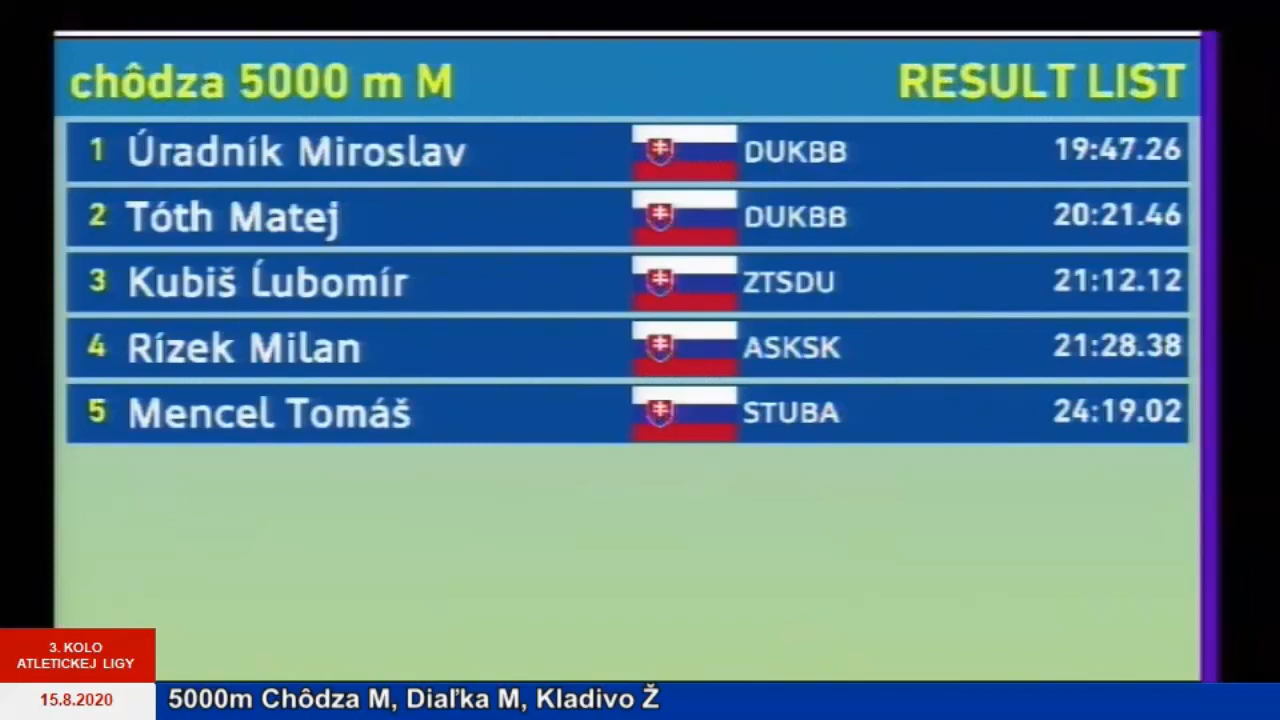 chôdza 5000 m M RESULT LIST
1 Úradník Miroslav DUKBB 19:47.26
2 Tóth Matej DUKBB 20:21.46
3 Kubiš Ĺubomír ZTSDU 21:12.12
4 Rízek Milan ASKSK 21:28.38
5 Mencel Tomáš STUBA 24:19.02
3. KOLO
ATLETICKEJ LIGY
15.8.2020
5000m Chôdza M, Diaľka M, Kladivo Ž